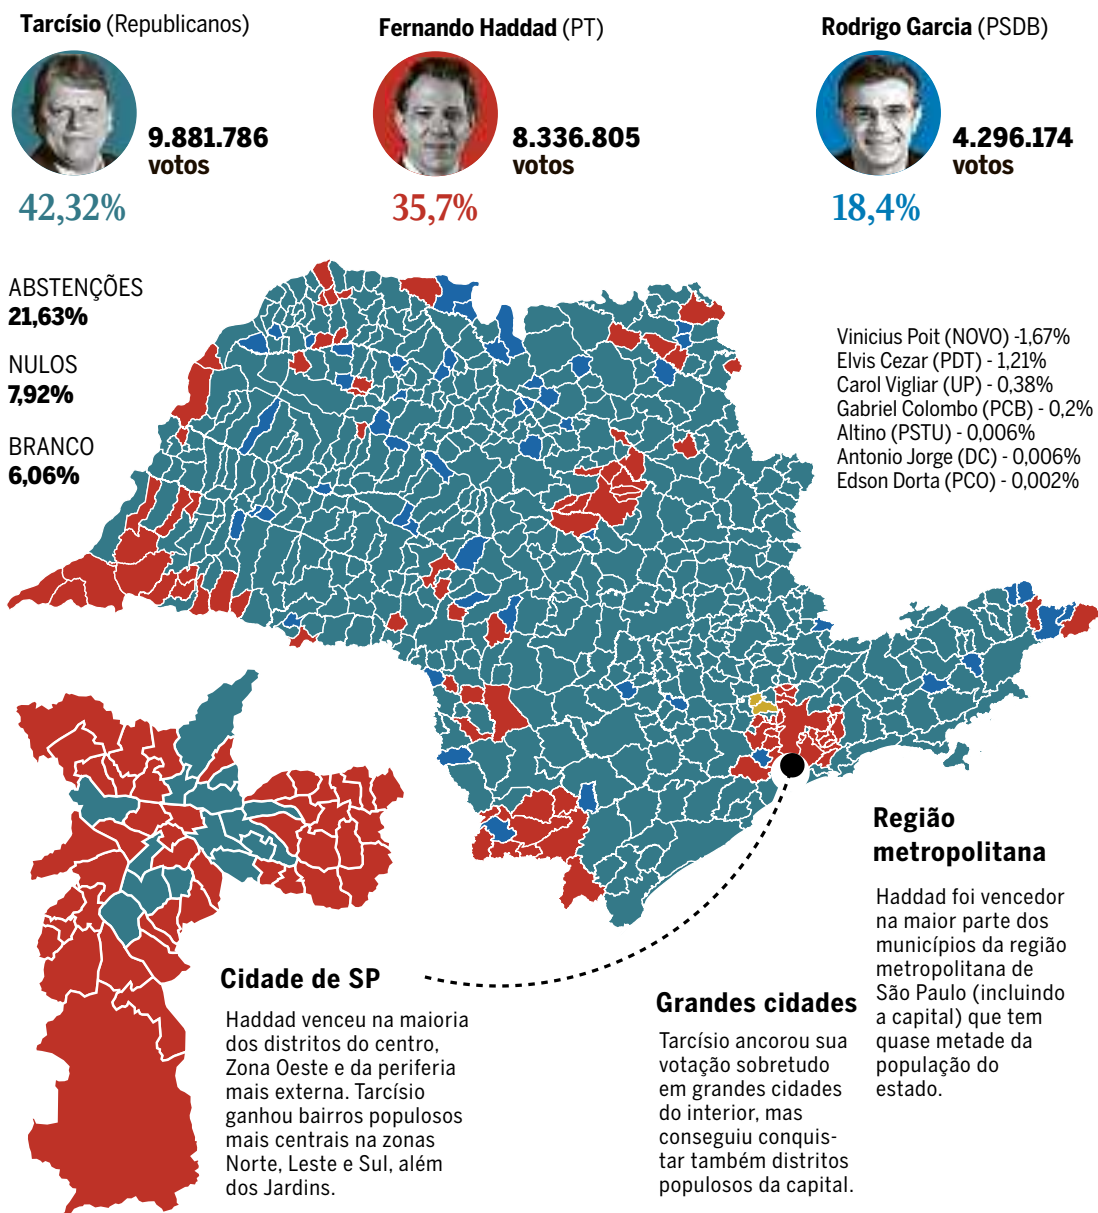 Tarcísio (Republicanos)
9.881.786
votos
42,32%
Fernando Haddad (PT)
8.336.805
votos
35,7%
Rodrigo Garcia (PSDB)
4.296.174
votos
18,4%
ABSTENÇÕES
21,63%
NULOS
7,92%
BRANCO
6,06%
Vinicius Poit (NOVO) -1,67%
Elvis Cezar (PDT) - 1,21%
Carol Vigliar (UP) - 0,38%
Gabriel Colombo (PCB) - 0,2%
Altino (PSTU) - 0,006%
Antonio Jorge (DC) - 0,006%
Edson Dorta (PCO) - 0,002%
Cidade de SP
Haddad venceu na maioria
dos distritos do centro,
Zona Oeste e da periferia
mais externa. Tarcísio
ganhou bairros populosos
mais centrais na zonas
Norte, Leste e Sul, além
dos Jardins.
Grandes cidades
Tarcísio ancorou sua
votação sobretudo
em grandes cidades
do interior, mas
conseguiu conquis-
tar também distritos
populosos da capital.
Região
metropolitana
Haddad foi vencedor
na maior parte dos
municípios da região
metropolitana de
São Paulo (incluindo
a capital) que tem
quase metade da
população do
estado.